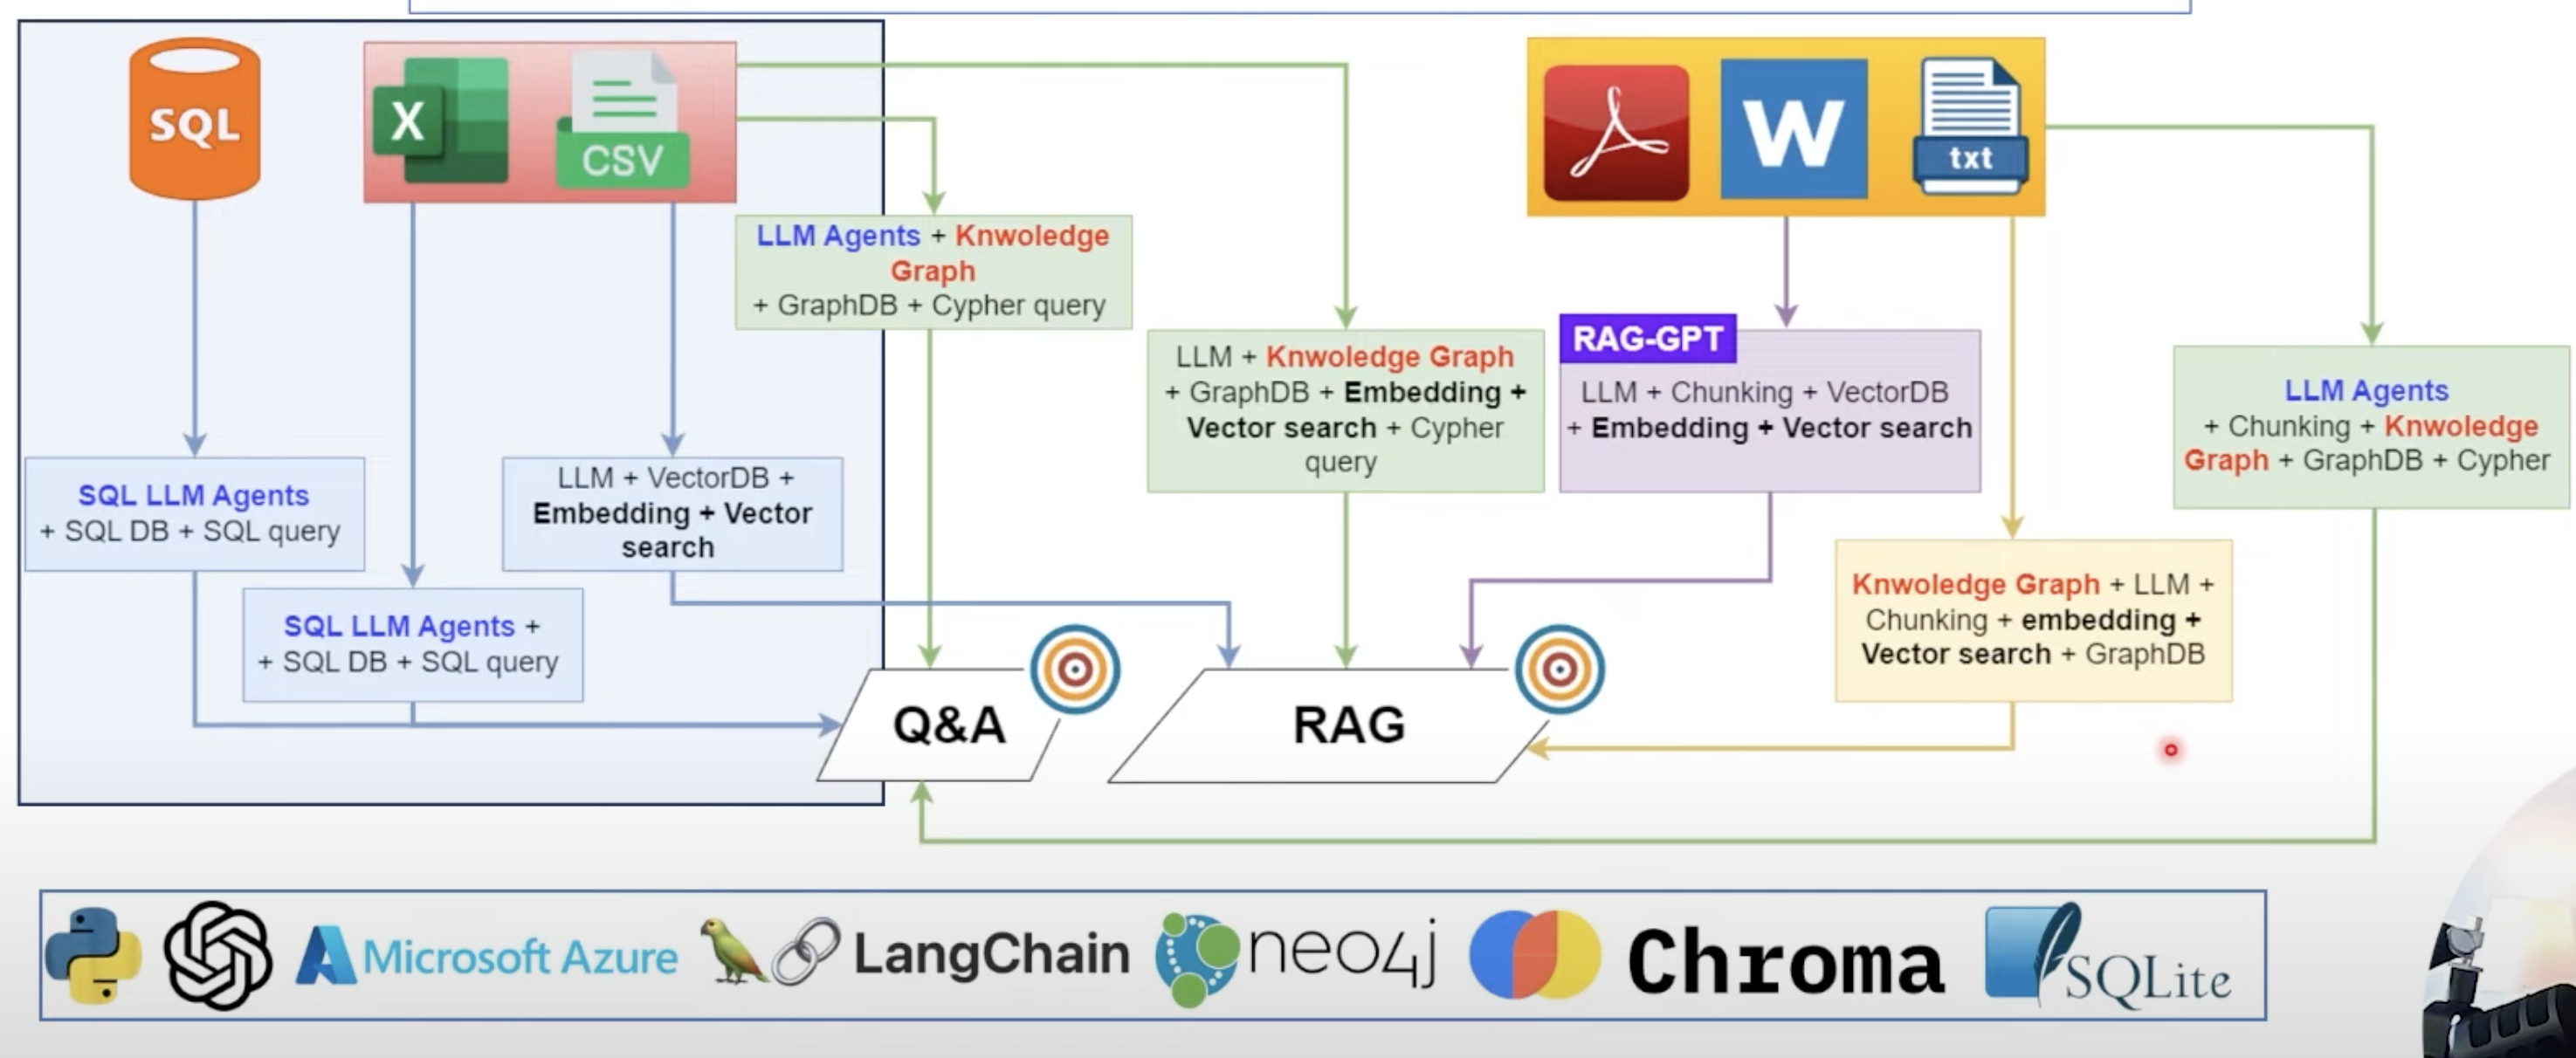 SQL
X
CSV
W
txt
LLM Agents + Knwoledge
Graph
+ GraphDB + Cypher query
LLM + Knwoledge Graph
+ GraphDB + Embedding +
Vector search + Cypher
query
RAG-GPT
LLM + Chunking + VectorDB
+ Embedding + Vector search
LLM Agents
+ Chunking + Knwoledge
Graph + GraphDB + Cypher
SQL LLM Agents
+ SQL DB + SQL query
LLM + VectorDB +
Embedding + Vector
search
SQL LLM Agents +
+ SQL DB + SQL query
Knwoledge Graph + LLM +
Chunking + embedding +
Vector search + GraphDB
Q&A
RAG
Microsoft Azure
LangChain
neo4j
Chroma
SQLite